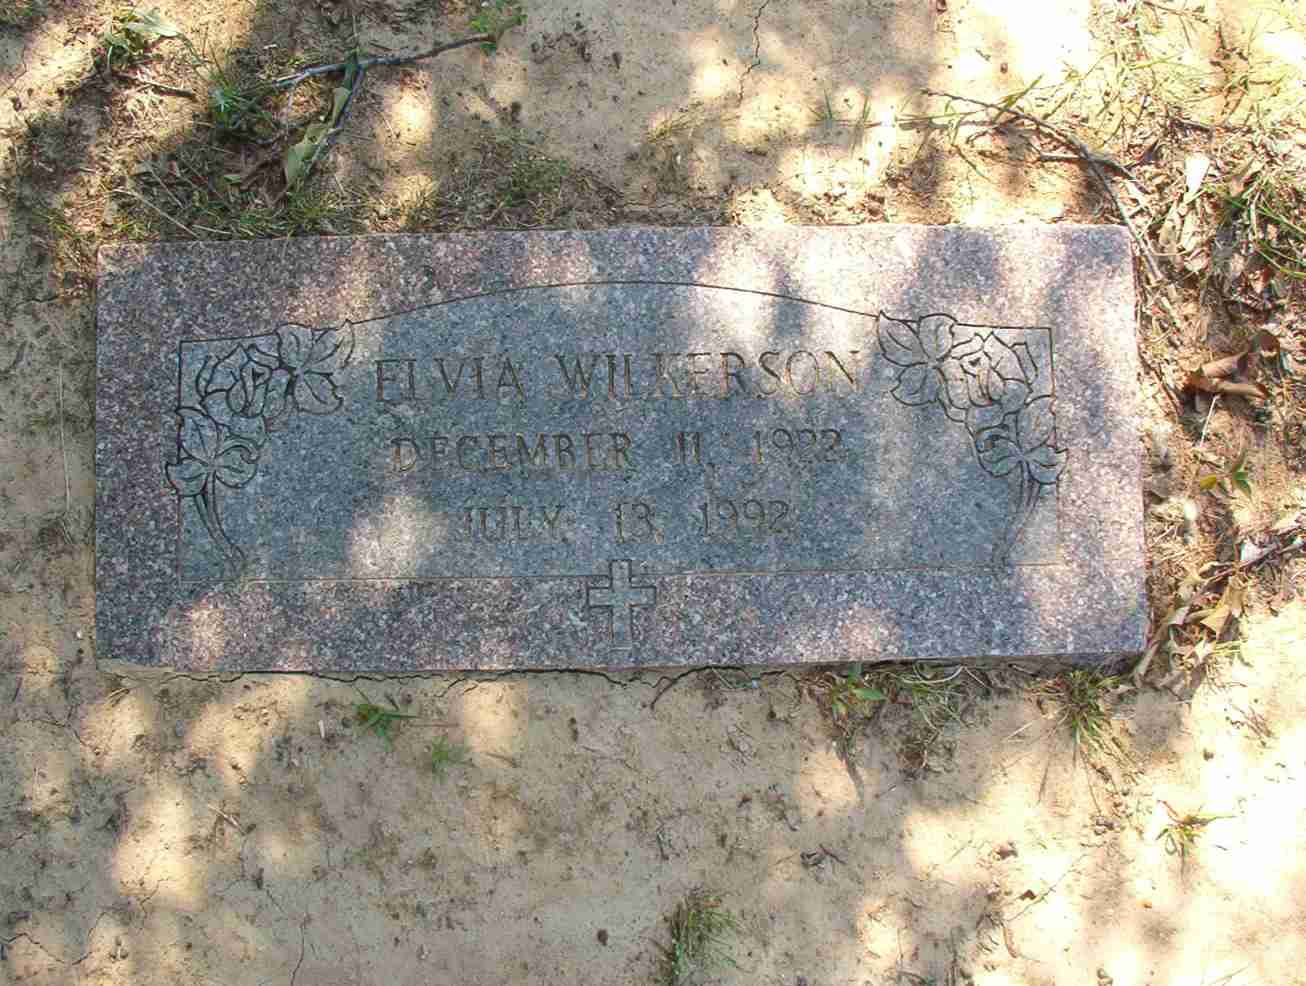 ELVIA WILKERSON
DECEMBER 11, 1922
JULY 13, 1992